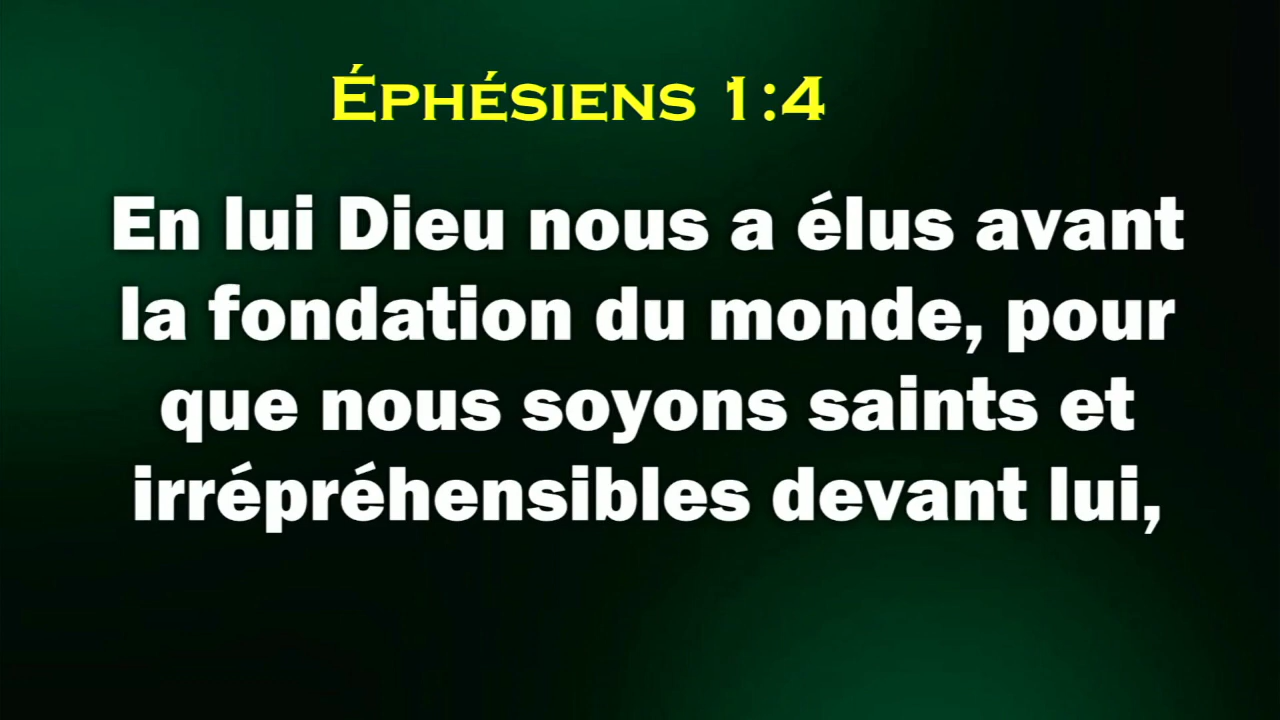 Éphésiens 1:4
En lui Dieu nous a élus avant
la fondation du monde, pour
que nous soyons saints et
irrépréhensibles devant lui,